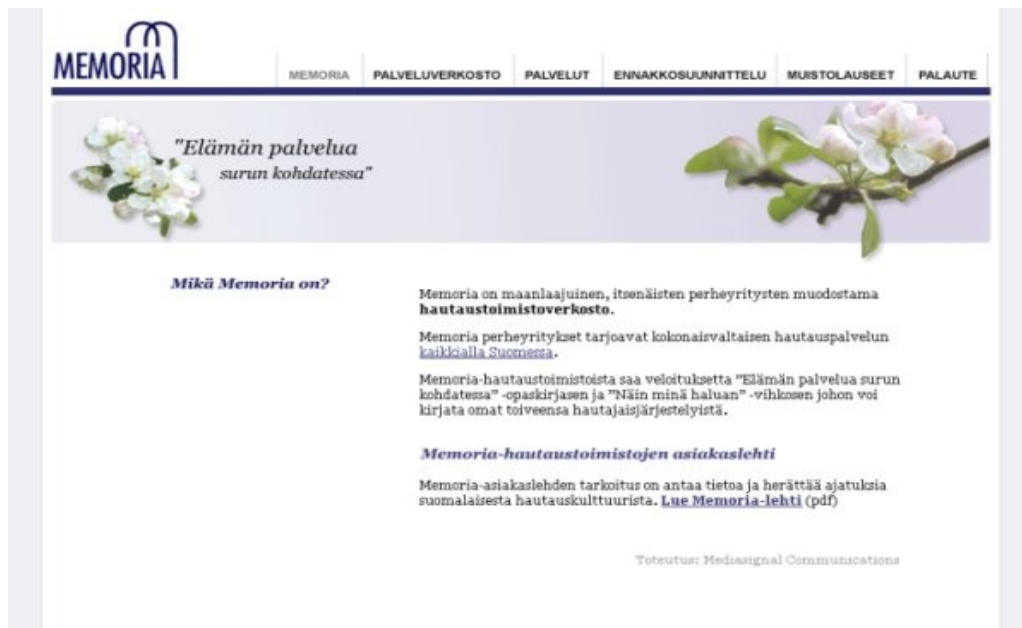 MEMORIA
MEMORIA PALVELUVERKOSTO PALVELUT ENNAKKOSUUNNITTELU MUISTOLAUSEET PALAUTE
"Elämän palvelua
surun kohdatessa"
Mikä Memoria on?
Memoria on maanlaajuinen, itsenäisten perheyritysten muodostama
hautaustoimistoverkosto.
Memoria perheyritykset tarjoavat kokonaisvaltaisen hautauspalvelun
kaikkialla Suomessa.
Memoria-hautaustoimistoista saa veloituksetta "Elämän palvelua surun
kohdatessa" -opaskirjasen ja "Näin minä haluan" -vihkosen johon voi
kirjata omat toiveensa hautajaisjärjestelyistä.
Memoria-hautaustoimistojen asiakaslehti
Memoria-asiakaslehden tarkoitus on antaa tietoa ja herättää ajatuksia
suomalaisesta hautauskulttuurista. Lue Memoria-lehti (pdf)
Toteutus: Mediasignal Communications